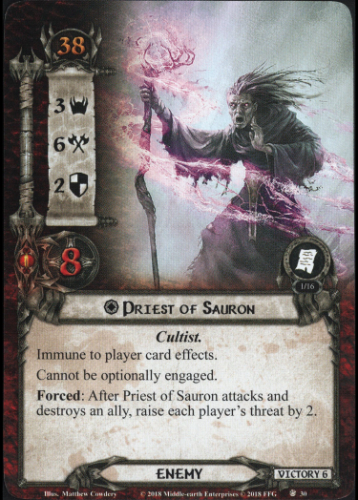 38
3
6
2
8
1/16
Priest of Sauron
Cultist.
Immune to player card effects.
Cannot be optionally engaged.
Forced: After Priest of Sauron attacks and
destroys an ally, raise each player's threat by 2.
ENEMY
VICTORY 6
Illus. Matthew Cowdery © 2018 Middle-earth Enterprises © 2018 FFG 36